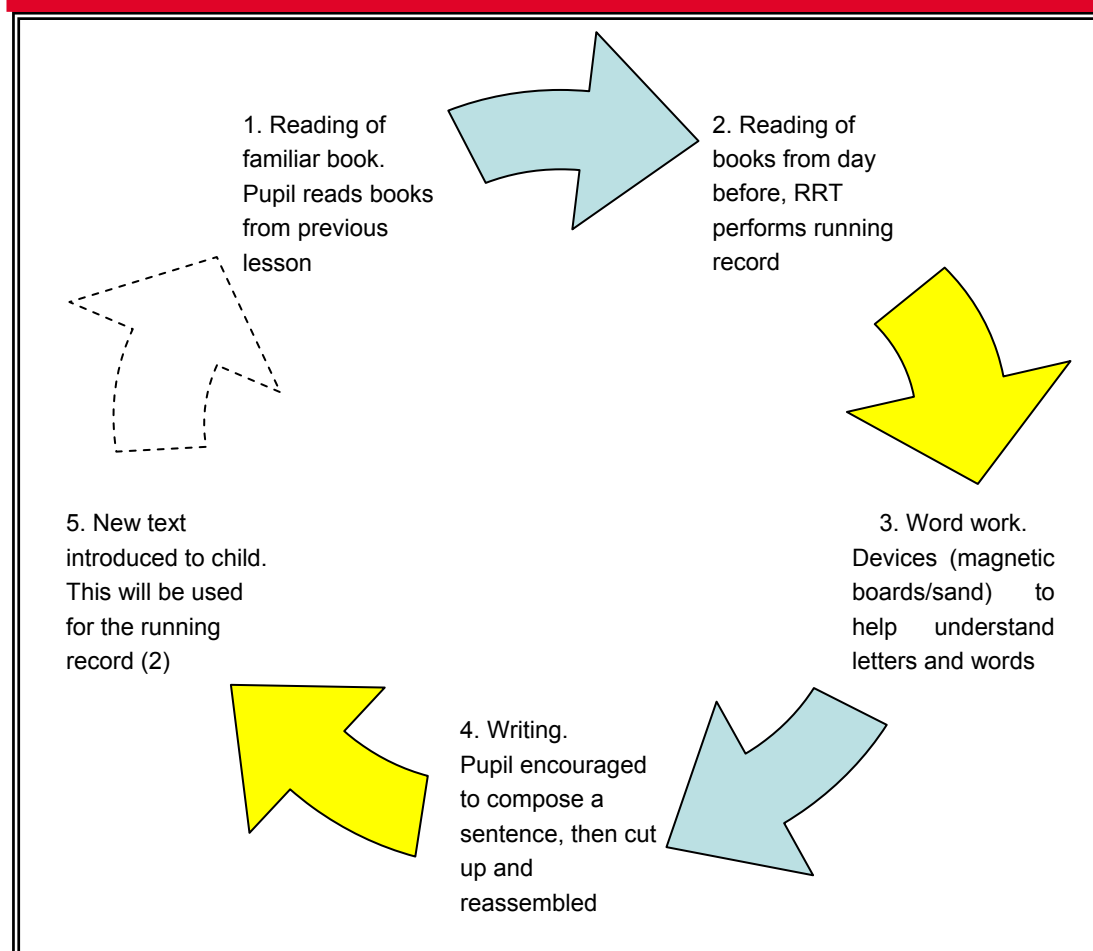 1. Reading of
familiar book.
Pupil reads books
from previous
lesson
2. Reading of
books from day
before, RRT
performs running
record
3. Word work.
Devices (magnetic
boards/sand) to
help understand
letters and words
4. Writing.
Pupil encouraged
to compose a
sentence, then cut
up and
reassembled
5. New text
introduced to child.
This will be used
for the running
record (2)